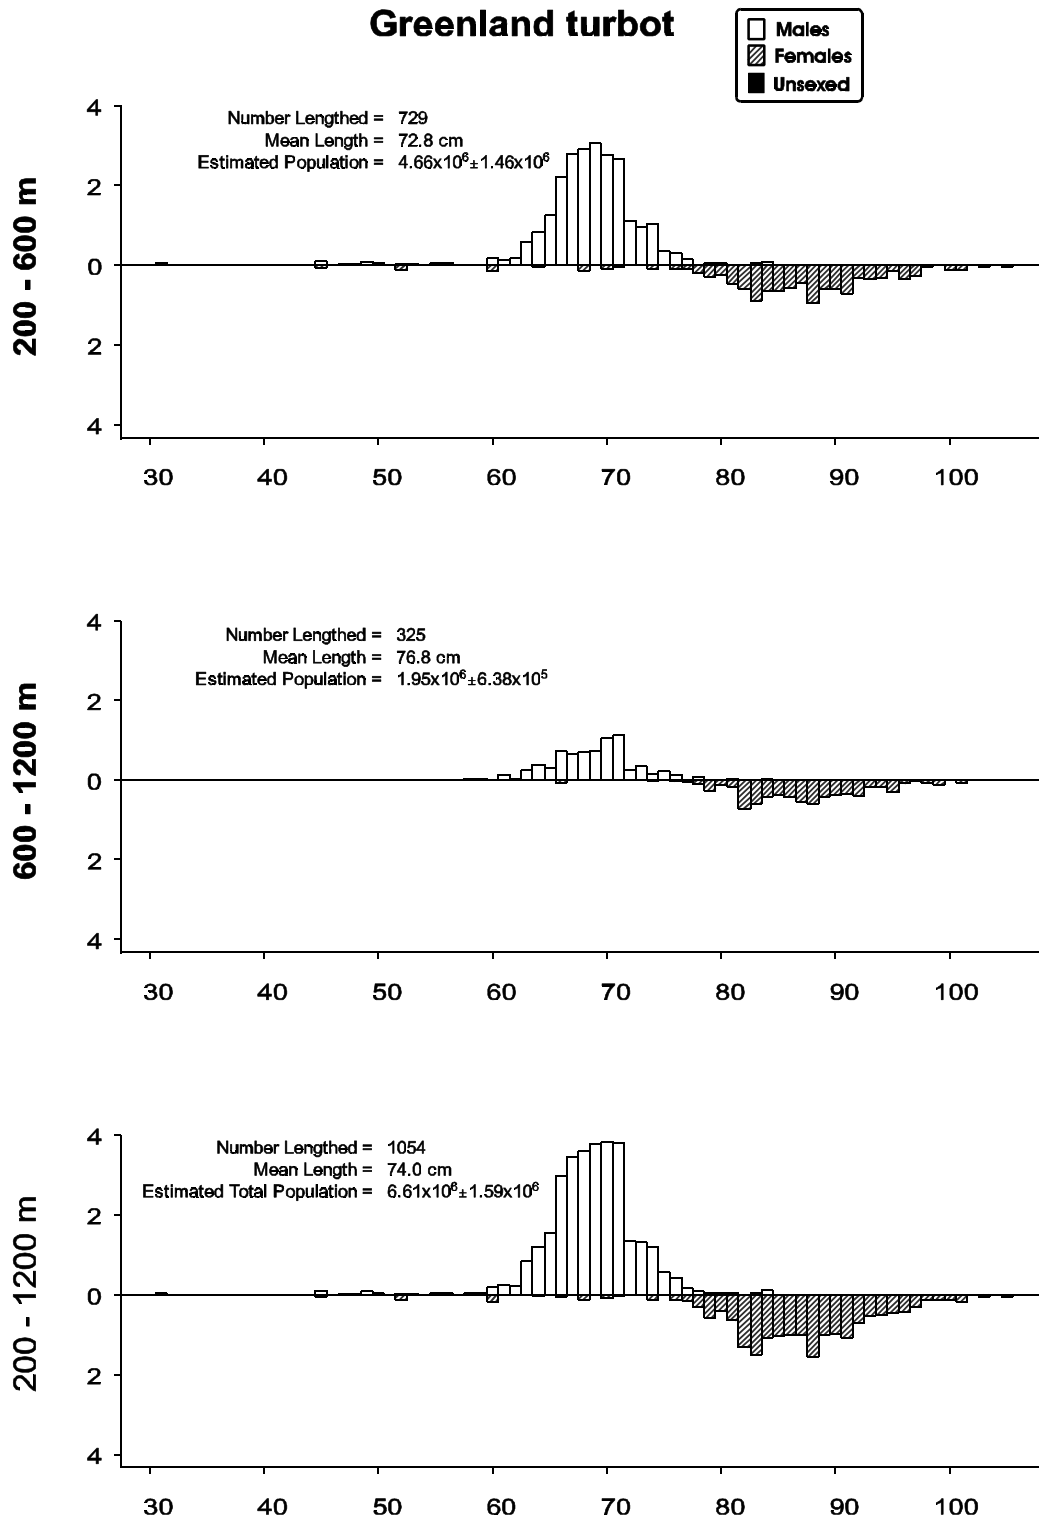 Greenland turbot
Males
Females
Unsexed
200 - 600 m
Number Lengthed = 729
Mean Length = 72.8 cm
Estimated Population = 4.66x10⁶±1.46x10⁶
4
2
0
2
4
30 40 50 60 70 80 90 100
600 - 1200 m
Number Lengthed = 325
Mean Length = 76.8 cm
Estimated Population = 1.95x10⁶±6.38x10⁵
4
2
0
2
4
30 40 50 60 70 80 90 100
200 - 1200 m
Number Lengthed = 1054
Mean Length = 74.0 cm
Estimated Total Population = 6.61x10⁶±1.59x10⁶
4
2
0
2
4
30 40 50 60 70 80 90 100